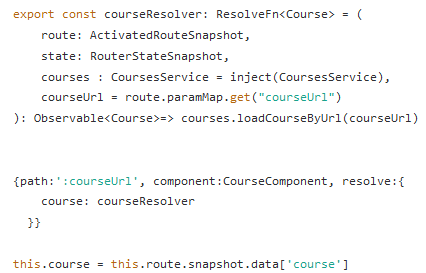 export const courseResolver: ResolveFn<Course> = (
    route: ActivatedRouteSnapshot,
    state: RouterStateSnapshot,
    courses : CoursesService = inject(CoursesService),
    courseUrl = route.paramMap.get("courseUrl")
): Observable<Course>=> courses.loadCourseByUrl(courseUrl)
{path:':courseUrl', component:CourseComponent, resolve:{
    course: courseResolver
  }}
this.course = this.route.snapshot.data['course']